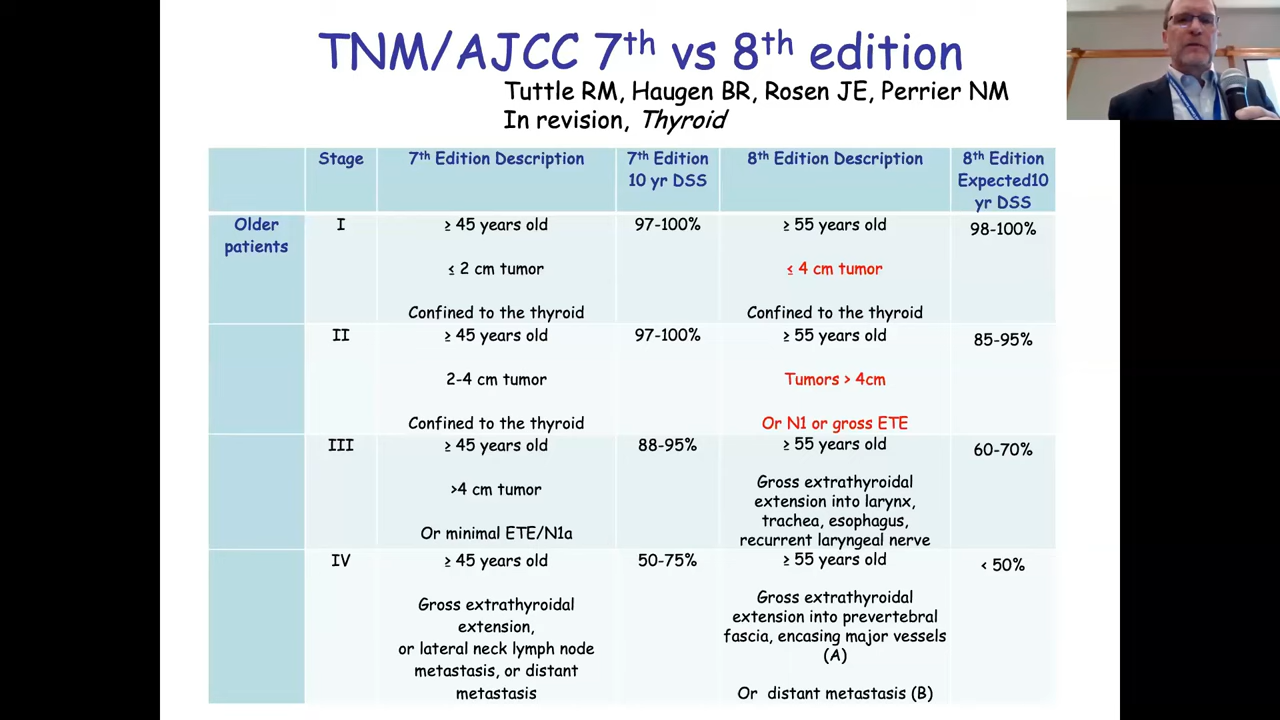 TNM/AJCC 7th vs 8th edition
Tuttle RM, Haugen BR, Rosen JE, Perrier NM
In revision, Thyroid
Stage
7th Edition Description
7th Edition
10 yr DSS
8th Edition Description
8th Edition
Expected10
yr DSS
Older
patients
I
≥ 45 years old
≤ 2 cm tumor
Confined to the thyroid
97-100%
≥ 55 years old
≤ 4 cm tumor
Confined to the thyroid
98-100%
II
≥ 45 years old
2-4 cm tumor
Confined to the thyroid
97-100%
≥ 55 years old
Tumors > 4cm
Or N1 or gross ETE
85-95%
III
≥ 45 years old
>4 cm tumor
Or minimal ETE/N1a
88-95%
≥ 55 years old
Gross extrathyroidal
extension into larynx,
trachea, esophagus,
recurrent laryngeal nerve
60-70%
IV
≥ 45 years old
Gross extrathyroidal
extension,
or lateral neck lymph node
metastasis, or distant
metastasis
50-75%
≥ 55 years old
Gross extrathyroidal
extension into prevertebral
fascia, encasing major vessels
(A)
Or distant metastasis (B)
< 50%